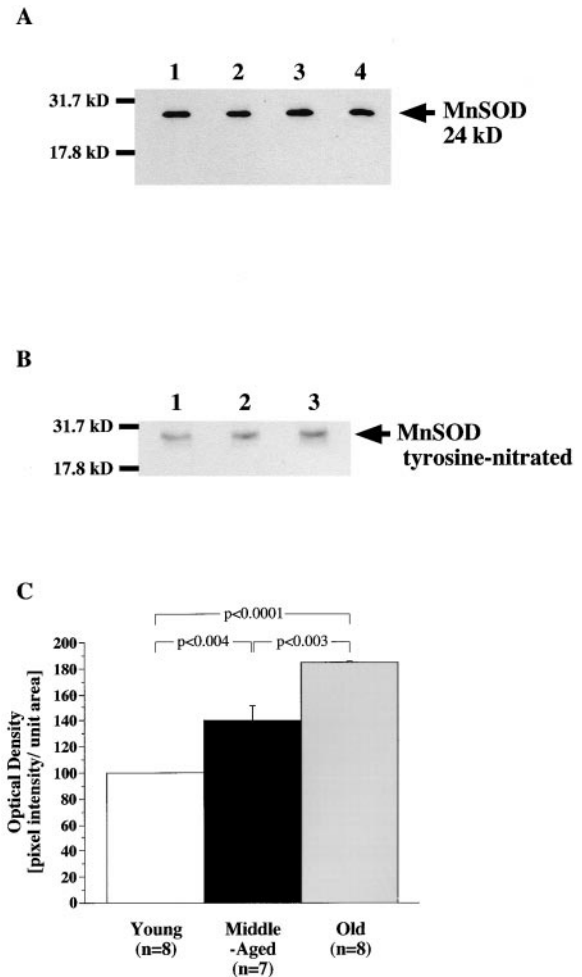 A
1 2 3 4
31.7 kD
MnSOD
24 kD
17.8 kD
B
1 2 3
31.7 kD
MnSOD
tyrosine-nitrated
17.8 kD
C
p<0.0001
p<0.004 p<0.003
Optical Density
[pixel intensity/ unit area]
200
180
160
140
120
100
80
60
40
20
0
Young
(n=8)
Middle
-Aged
(n=7)
Old
(n=8)